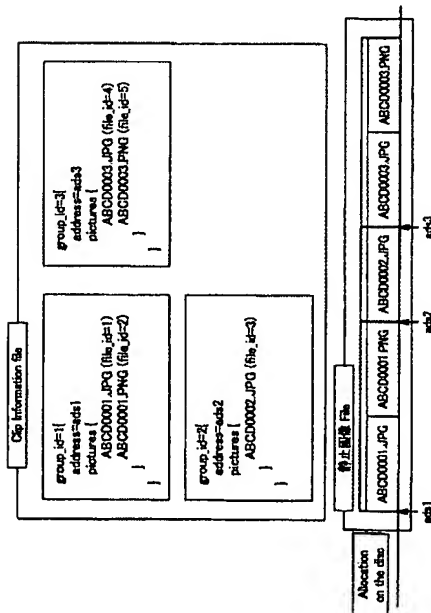 Clip Information file
group_id=1{
address=ads1
pictures {
ABCD0001.JPG (file_id=1)
ABCD0001.PNG (file_id=2)
}
}
group_id=2{
address=ads2
pictures {
ABCD0002.JPG (file_id=3)
}
}
group_id=3{
address=ads3
pictures {
ABCD0003.JPG (file_id=4)
ABCD0003.PNG (file_id=5)
}
}
静止画像 File
Allocation
on the disc
ABCD0001.JPG
ABCD0001.PNG
ABCD0002.JPG
ABCD0003.JPG
ABCD0003.PNG
ads1
ads2
ads3